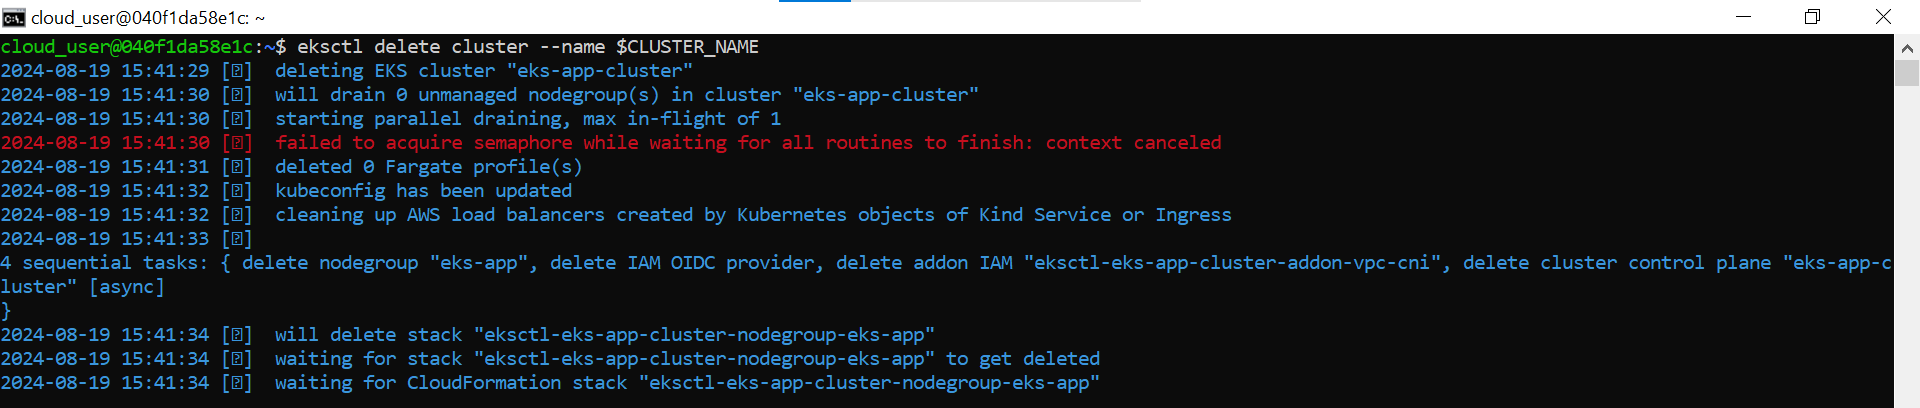 cloud_user@040f1da58e1c: ~
cloud_user@040f1da58e1c:~$ eksctl delete cluster --name $CLUSTER_NAME
2024-08-19 15:41:29 [?]  deleting EKS cluster "eks-app-cluster"
2024-08-19 15:41:30 [?]  will drain 0 unmanaged nodegroup(s) in cluster "eks-app-cluster"
2024-08-19 15:41:30 [?]  starting parallel draining, max in-flight of 1
2024-08-19 15:41:30 [?]  failed to acquire semaphore while waiting for all routines to finish: context canceled
2024-08-19 15:41:31 [?]  deleted 0 Fargate profile(s)
2024-08-19 15:41:32 [?]  kubeconfig has been updated
2024-08-19 15:41:32 [?]  cleaning up AWS load balancers created by Kubernetes objects of Kind Service or Ingress
2024-08-19 15:41:33 [?]
4 sequential tasks: { delete nodegroup "eks-app", delete IAM OIDC provider, delete addon IAM "eksctl-eks-app-cluster-addon-vpc-cni", delete cluster control plane "eks-app-c
luster" [async]
}
2024-08-19 15:41:34 [?]  will delete stack "eksctl-eks-app-cluster-nodegroup-eks-app"
2024-08-19 15:41:34 [?]  waiting for stack "eksctl-eks-app-cluster-nodegroup-eks-app" to get deleted
2024-08-19 15:41:34 [?]  waiting for CloudFormation stack "eksctl-eks-app-cluster-nodegroup-eks-app"